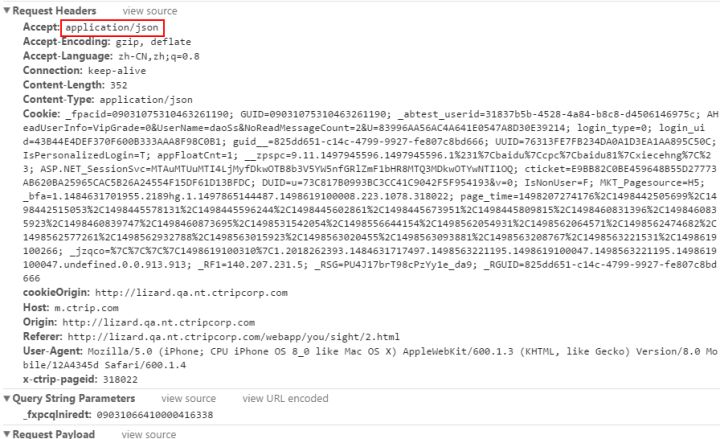 ▼Request Headers view source
Accept: application/json
Accept-Encoding: gzip, deflate
Accept-Language: zh-CN,zh;q=0.8
Connection: keep-alive
Content-Length: 352
Content-Type: application/json
Cookie: _fpacid=09031075310463261190; GUID=09031075310463261190; _abtest_userid=31837b5b-4528-4a84-b8c8-d4506146975c; AH
eadUserInfo=VipGrade=0&UserName=daoSs&NoReadMessageCount=2&U=83996AA56AC4A641E0547A8D30E39214; login_type=0; login_ui
d=43B44E4DEF370F600B333AAA8F98C0B1; guid__=825dd651-c14c-4799-9927-fe807c8bd666; UUID=76313FE7FB234DA0A1D3EA1AA895C50C;
IsPersonalizedLogin=T; appFloatCnt=1; __zpspc=9.11.1497945596.1497945596.1%231%7Cbaidu%7Ccpc%7Cbaidu81%7Cxiecehng%7C%2
3; ASP.NET_SessionSvc=MTAuMTUuMTI4LjMyfDkwOTB8b3V5YW5nfGRlZmF1bHR8MTQ3MDkwOTYwNTI1OQ; cticket=E9BB82C0BE459648B55D27773
AB620BA25965CAC5B26A24554F15DF61D13BFDC; DUID=u=73C817B0993BC3CC41C9042F5F954193&v=0; IsNonUser=F; MKT_Pagesource=H5;
_bfa=1.1484631701955.2189hg.1.1497865144487.1498619100008.223.1078.318022; page_time=1498207274176%2C1498442505699%2C14
98442515053%2C1498445578131%2C1498445596244%2C1498445602861%2C1498445673951%2C1498445809815%2C1498460831396%2C149846083
5923%2C1498460839747%2C1498460873695%2C1498531542054%2C1498556644154%2C1498562054931%2C1498562064571%2C1498562474682%2C
1498562577261%2C1498562932788%2C1498563015923%2C1498563020455%2C1498563093881%2C1498563208767%2C1498563221531%2C1498619
100266; _jzqco=%7C%7C%7C%7C1498619100310%7C1.2018262393.1484631717497.1498563221195.1498619100047.1498563221195.1498619
100047.undefined.0.0.913.913; _RF1=140.207.231.5; _RSG=PU4J17brT98cPzYy1e_da9; _RGUID=825dd651-c14c-4799-9927-fe807c8bd
666
cookieOrigin: http://lizard.qa.nt.ctripcorp.com
Host: m.ctrip.com
Origin: http://lizard.qa.nt.ctripcorp.com
Referer: http://lizard.qa.nt.ctripcorp.com/webapp/you/sight/2.html
User-Agent: Mozilla/5.0 (iPhone; CPU iPhone OS 8_0 like Mac OS X) AppleWebKit/600.1.3 (KHTML, like Gecko) Version/8.0 Mo
bile/12A4345d Safari/600.1.4
x-ctrip-pageid: 318022
▼Query String Parameters view source view URL encoded
_fxpcqlniredt: 09031066410000416338
▼Request Payload view source